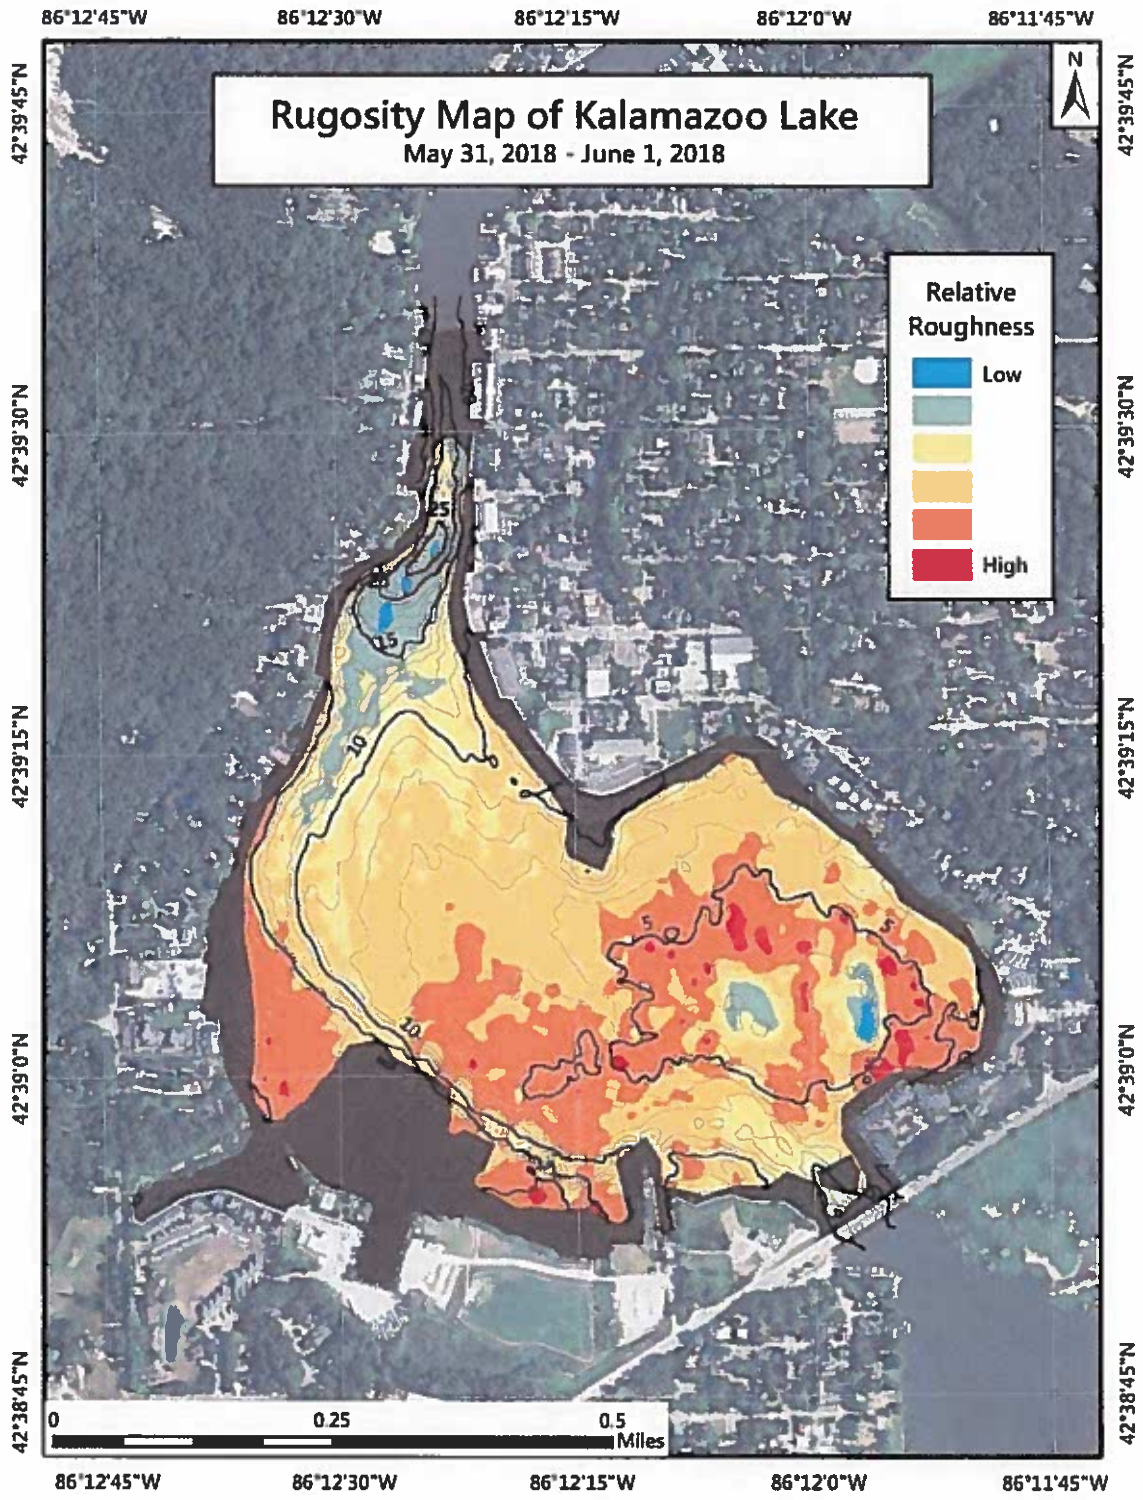 86°12'45"W 86°12'30"W 86°12'15"W 86°12'0"W 86°11'45"W
N
Rugosity Map of Kalamazoo Lake
May 31, 2018 - June 1, 2018
42°39'45"N
42°39'45"N
Relative
Roughness
Low
High
42°39'30"N
42°39'30"N
25
15
10
42°39'15"N
42°39'15"N
5
5
10
42°39'0"N
42°39'0"N
42°38'45"N
42°38'45"N
0 0.25 0.5
Miles
86°12'45"W 86°12'30"W 86°12'15"W 86°12'0"W 86°11'45"W